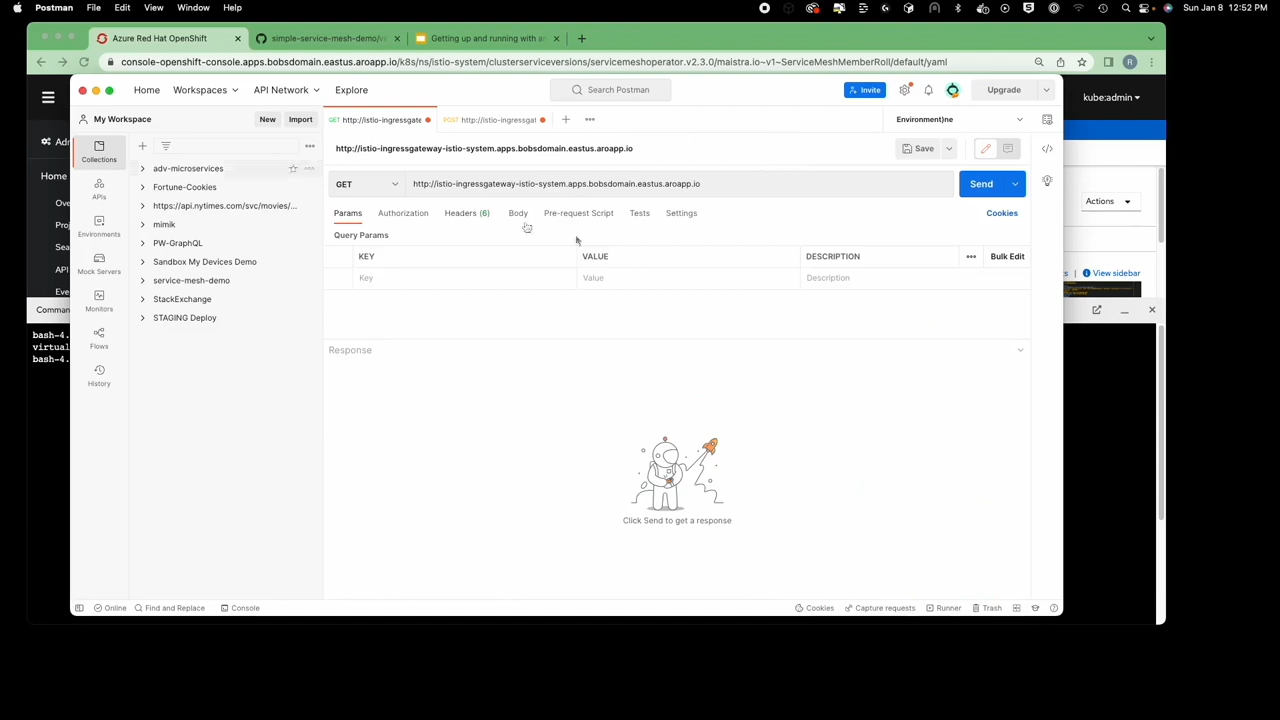 Postman File Edit View Window Help Sun Jan 8 12:52 PM
Azure Red Hat OpenShift
simple-service-mesh-demo/v
Getting up and running with a
console-openshift-console.apps.bobsdomain.eastus.aroapp.io/k8s/ns/istio-system/clusterserviceversions/servicemeshoperator.v2.3.0/maistra.io~v1~ServiceMeshMemberRoll/default/yaml
Home Workspaces API Network Explore
Search Postman
Invite
Upgrade
kube:admin
My Workspace
New Import
GET http://istio-ingressgate
POST http://istio-ingressgat
Environment)ne
Adn
Home
Ove
Proj
Sea
API
Eve
Comman
bash-4.
virtual
bash-4.
Collections
APIs
Environments
Mock Servers
Monitors
Flows
History
adv-microservices
Fortune-Cookies
https://api.nytimes.com/svc/movies/...
mimik
PW-GraphQL
Sandbox My Devices Demo
service-mesh-demo
StackExchange
STAGING Deploy
http://istio-ingressgateway-istio-system.apps.bobsdomain.eastus.aroapp.io
Save
GET http://istio-ingressgateway-istio-system.apps.bobsdomain.eastus.aroapp.io Send
Params Authorization Headers (6) Body Pre-request Script Tests Settings Cookies
Query Params
KEY VALUE DESCRIPTION Bulk Edit
Key Value Description
Response
Click Send to get a response
Actions
View sidebar
Online Find and Replace Console
Cookies Capture requests Runner Trash